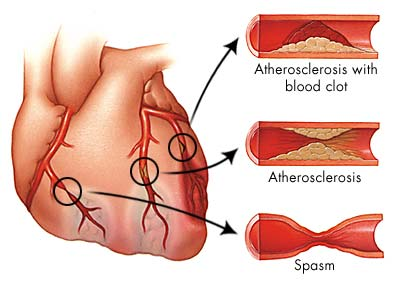 Atherosclerosis with
blood clot
Atherosclerosis
Spasm